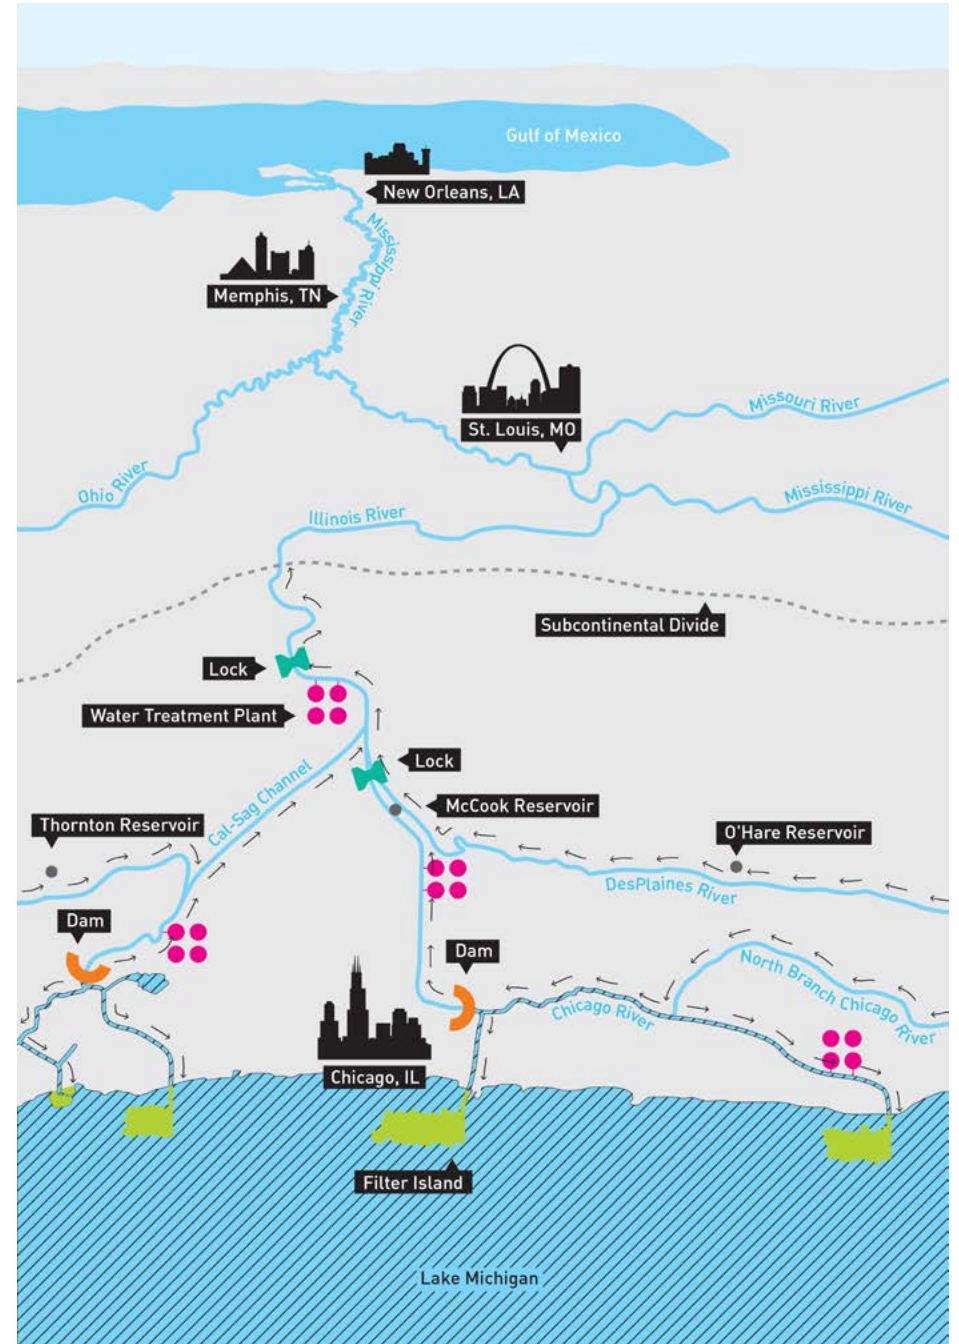 Gulf of Mexico
New Orleans, LA
Mississippi River
Memphis, TN
St. Louis, MO
Missouri River
Ohio River
Mississippi River
Illinois River
Subcontinental Divide
Lock
Water Treatment Plant
Lock
Cal-Sag Channel
McCook Reservoir
Thornton Reservoir
O'Hare Reservoir
DesPlaines River
Dam
Dam
North Branch Chicago River
Chicago River
Chicago, IL
Filter Island
Lake Michigan